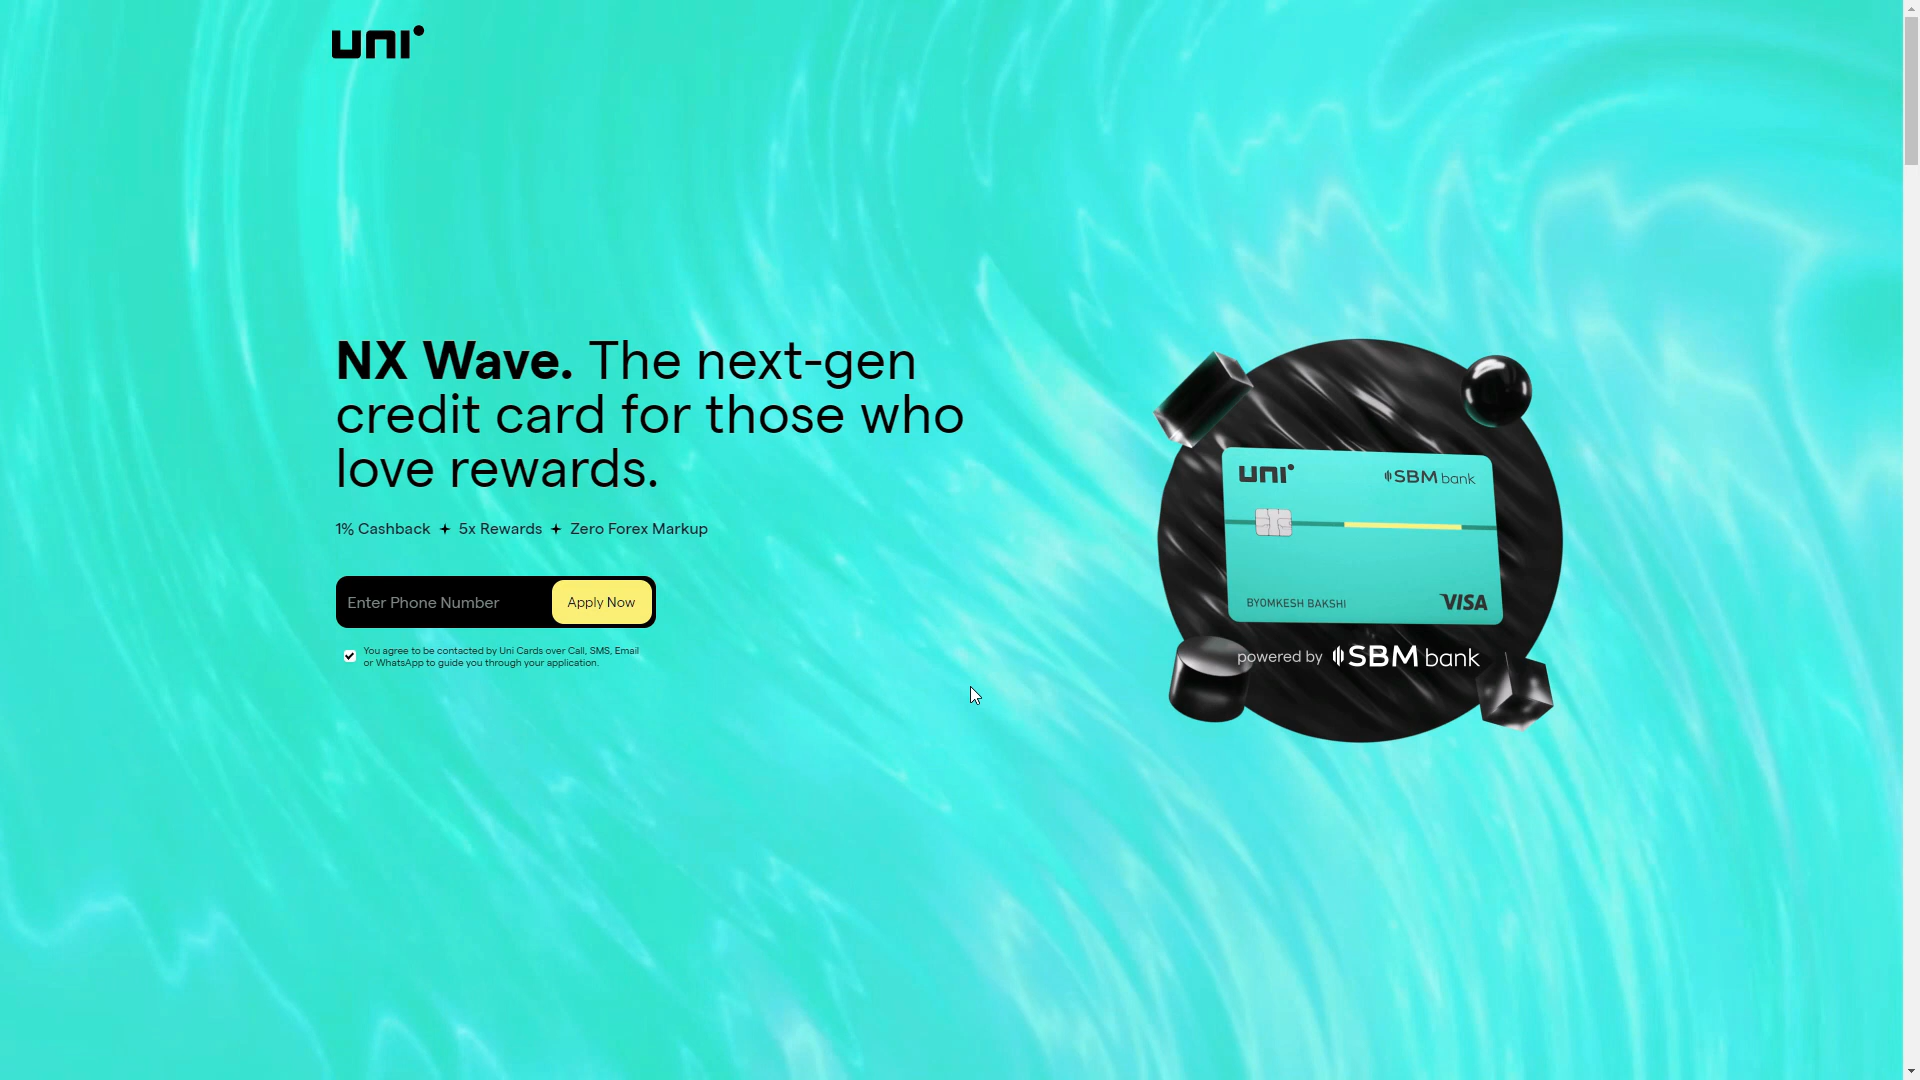 uni
NX Wave. The next-gen
credit card for those who
love rewards.
1% Cashback
5x Rewards
Zero Forex Markup
Enter Phone Number
Apply Now
You agree to be contacted by Uni Cards over Call, SMS, Email
or WhatsApp to guide you through your application.
uni
SBM bank
BYOMKESH BAKSHI
VISA
powered by SBM bank